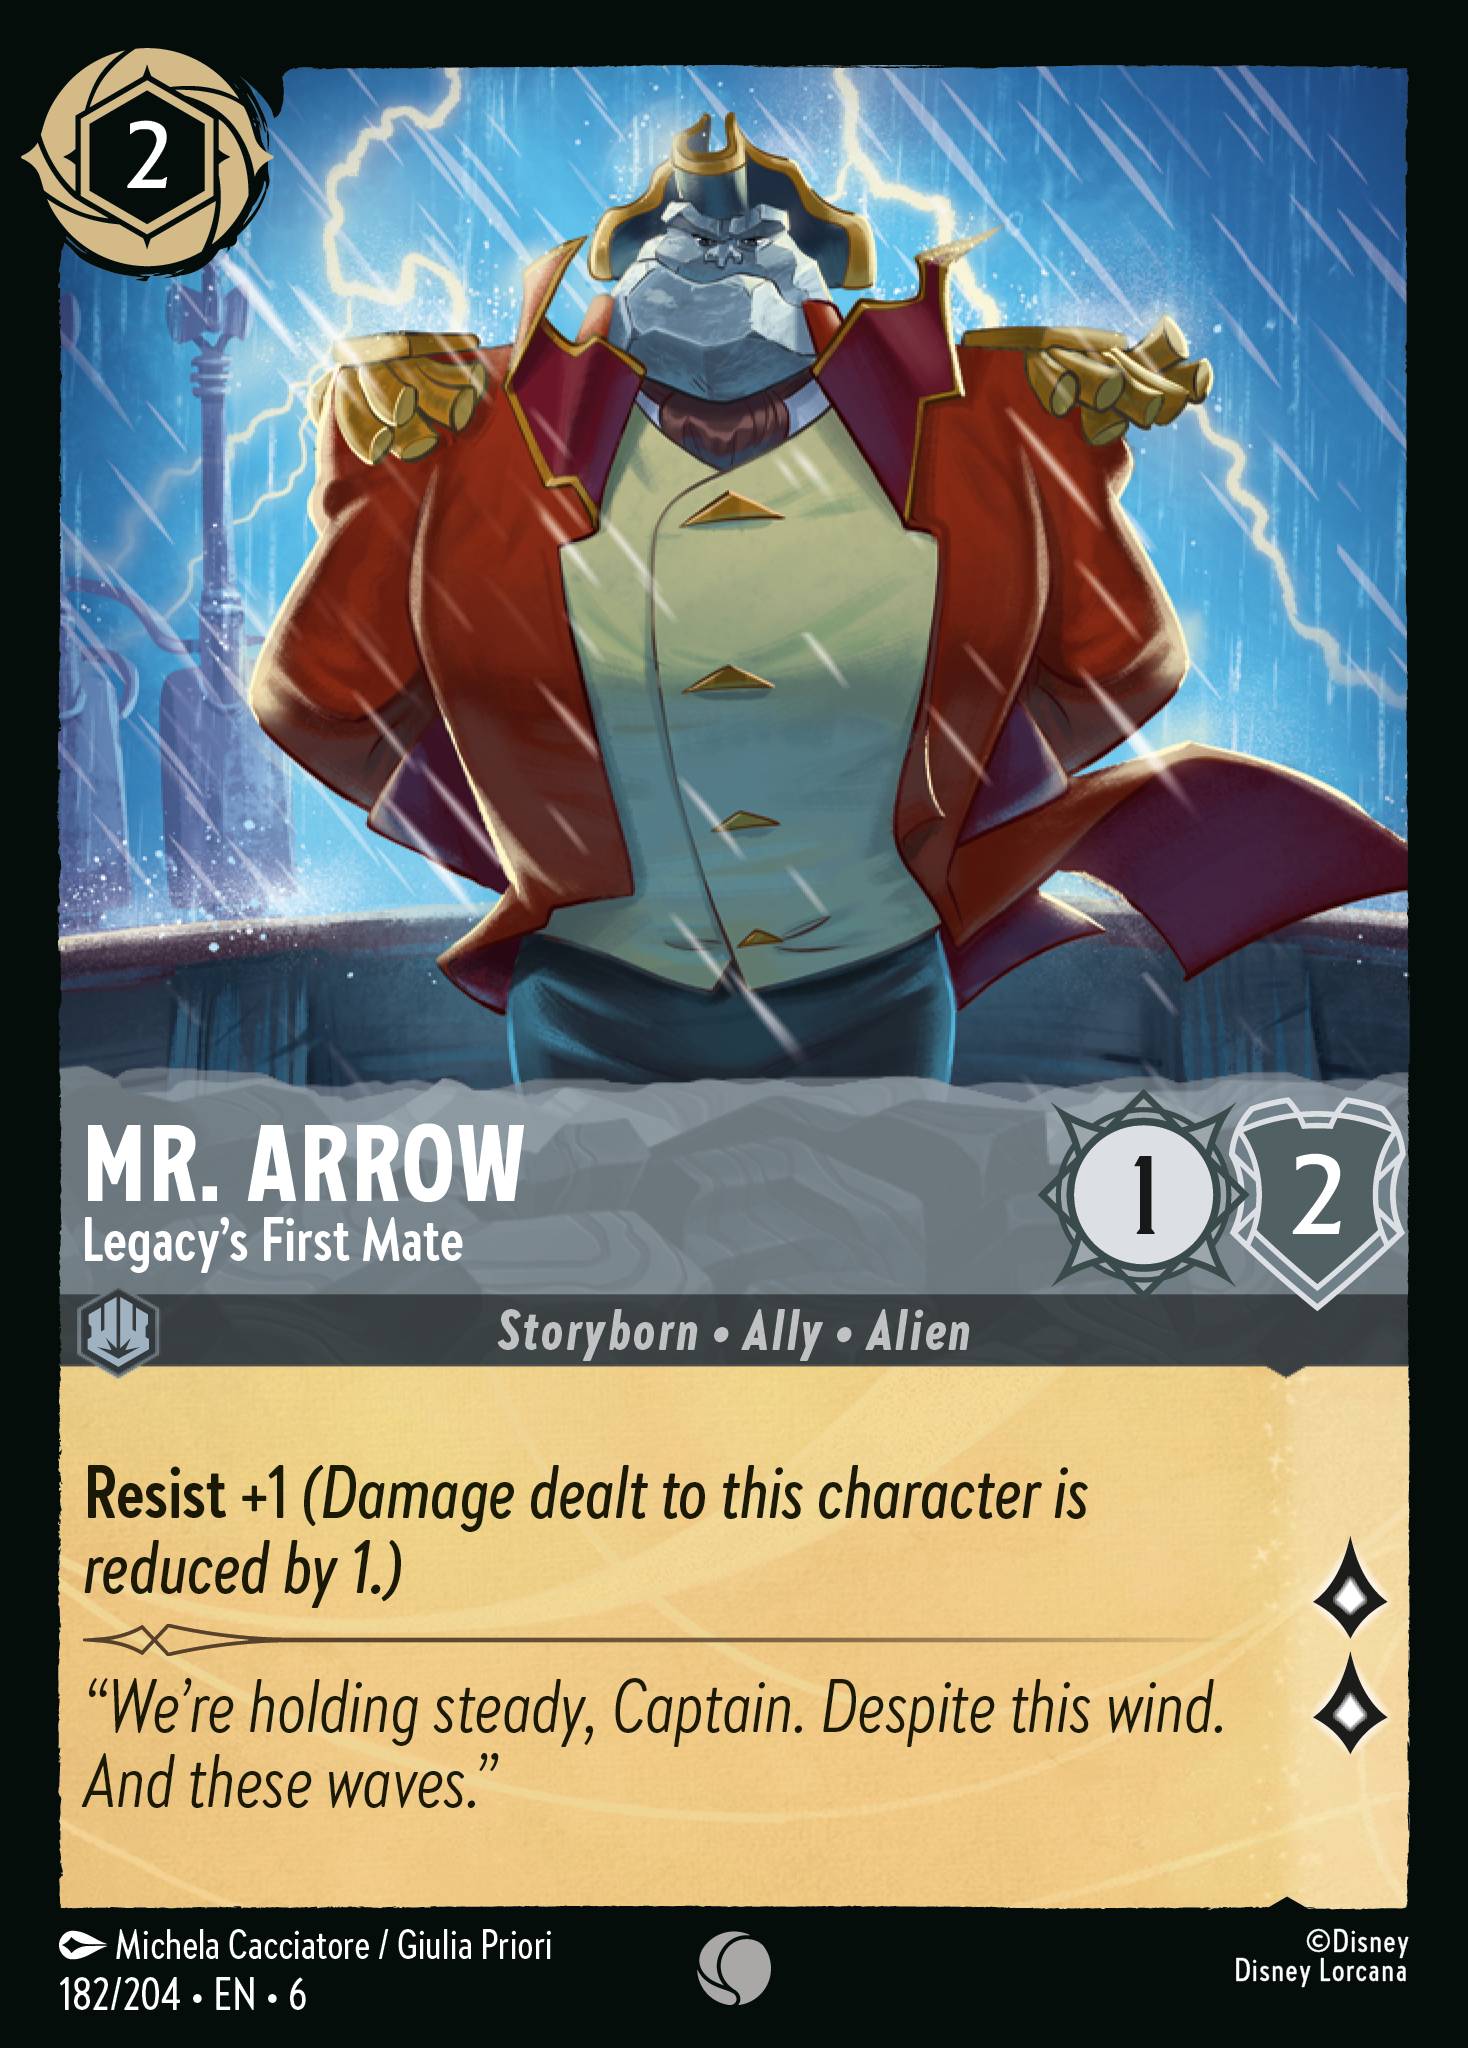 2
MR. ARROW
Legacy’s First Mate
1
2
Storyborn • Ally • Alien
Resist +1 (Damage dealt to this character is
reduced by 1.)
“We’re holding steady, Captain. Despite this wind.
And these waves.”
Michela Cacciatore / Giulia Priori
182/204 • EN • 6
©Disney
Disney Lorcana